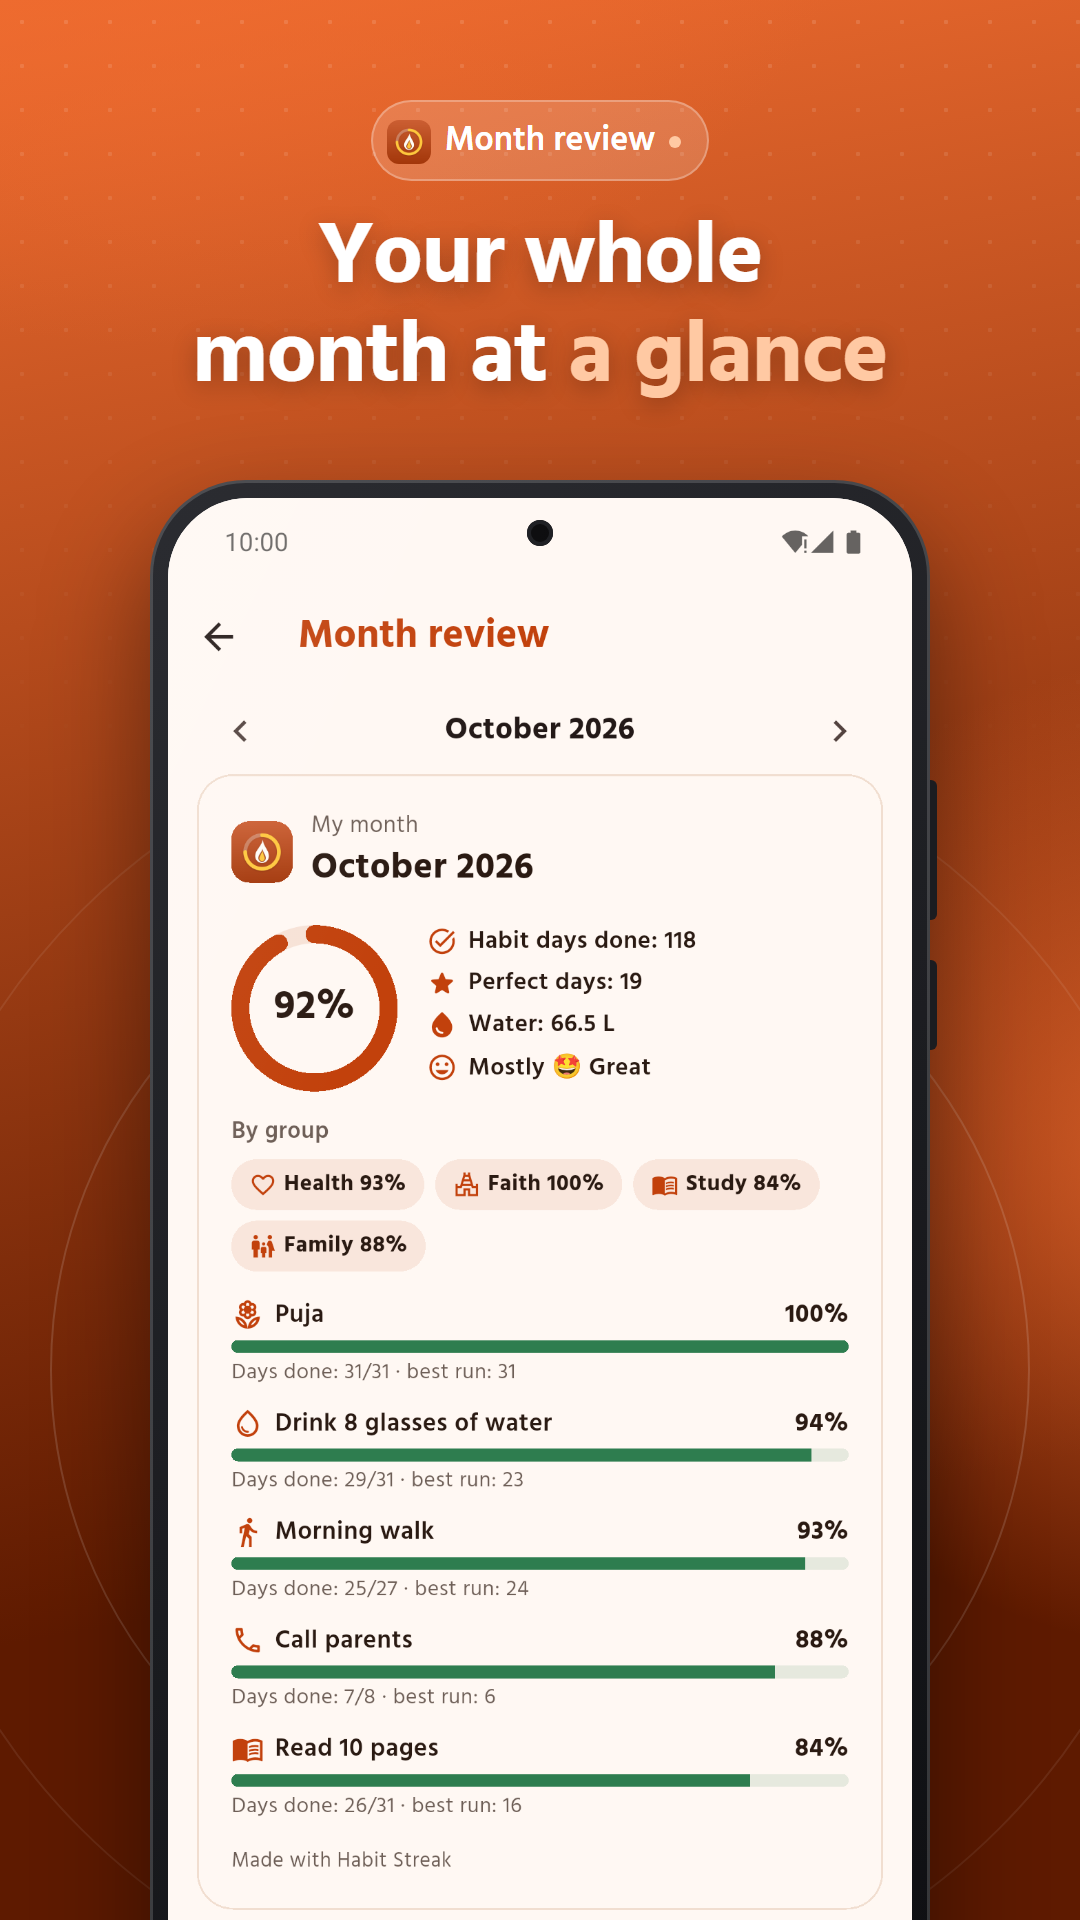 Month review
Your whole
month at a glance
10:00
Month review
October 2026
My month
October 2026
92%
Habit days done: 118
Perfect days: 19
Water: 66.5 L
Mostly 🤩 Great
By group
Health 93%
Faith 100%
Study 84%
Family 88%
Puja 100%
Days done: 31/31 · best run: 31
Drink 8 glasses of water 94%
Days done: 29/31 · best run: 23
Morning walk 93%
Days done: 25/27 · best run: 24
Call parents 88%
Days done: 7/8 · best run: 6
Read 10 pages 84%
Days done: 26/31 · best run: 16
Made with Habit Streak